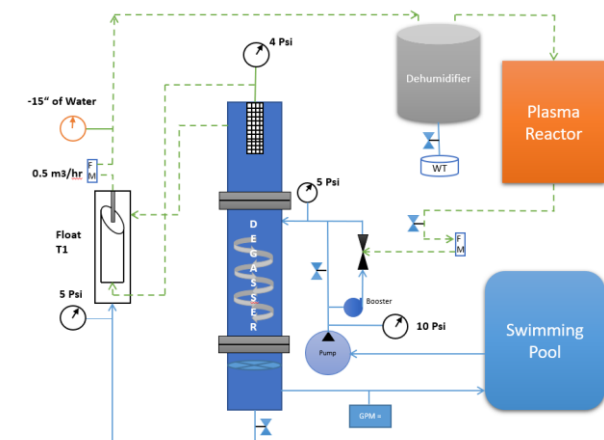 4 Psi
Dehumidifier
Plasma
Reactor
-15" of Water
WT
0.5 m3/hr
F
M
5 Psi
Float
T1
D
E
G
A
S
S
E
R
F
M
5 Psi
Booster
10 Psi
Pump
Swimming
Pool
GPM =